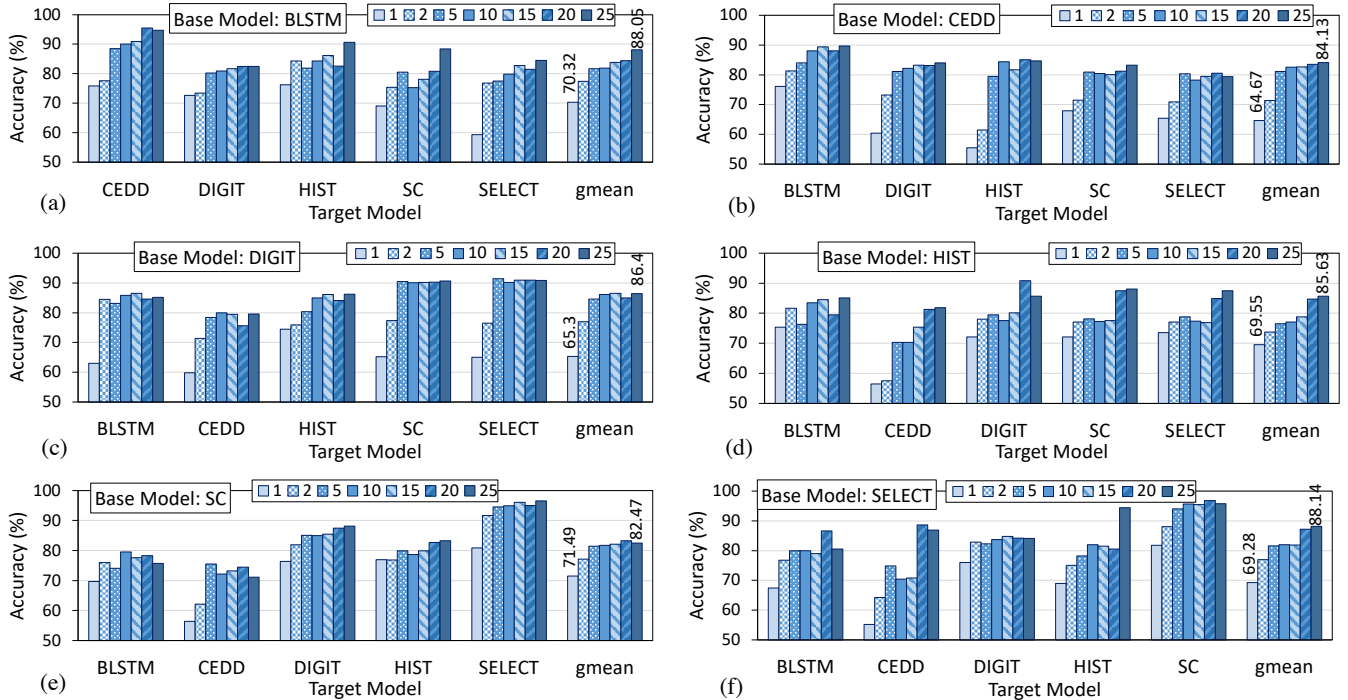 Base Model: BLSTM
1 2 5 10 15 20 25
Accuracy (%)
100
90
80
70
60
50
70.32
88.05
CEDD DIGIT HIST SC SELECT gmean
Target Model
(a)
Base Model: CEDD
1 2 5 10 15 20 25
Accuracy (%)
100
90
80
70
60
50
64.67
84.13
BLSTM DIGIT HIST SC SELECT gmean
Target Model
(b)
Base Model: DIGIT
1 2 5 10 15 20 25
Accuracy (%)
100
90
80
70
60
50
65.3
86.4
BLSTM CEDD HIST SC SELECT gmean
Target Model
(c)
Base Model: HIST
1 2 5 10 15 20 25
Accuracy (%)
100
90
80
70
60
50
69.55
85.63
BLSTM CEDD DIGIT SC SELECT gmean
Target Model
(d)
Base Model: SC
1 2 5 10 15 20 25
Accuracy (%)
100
90
80
70
60
50
71.49
82.47
BLSTM CEDD DIGIT HIST SELECT gmean
Target Model
(e)
Base Model: SELECT
1 2 5 10 15 20 25
Accuracy (%)
100
90
80
70
60
50
69.28
88.14
BLSTM CEDD DIGIT HIST SC gmean
Target Model
(f)